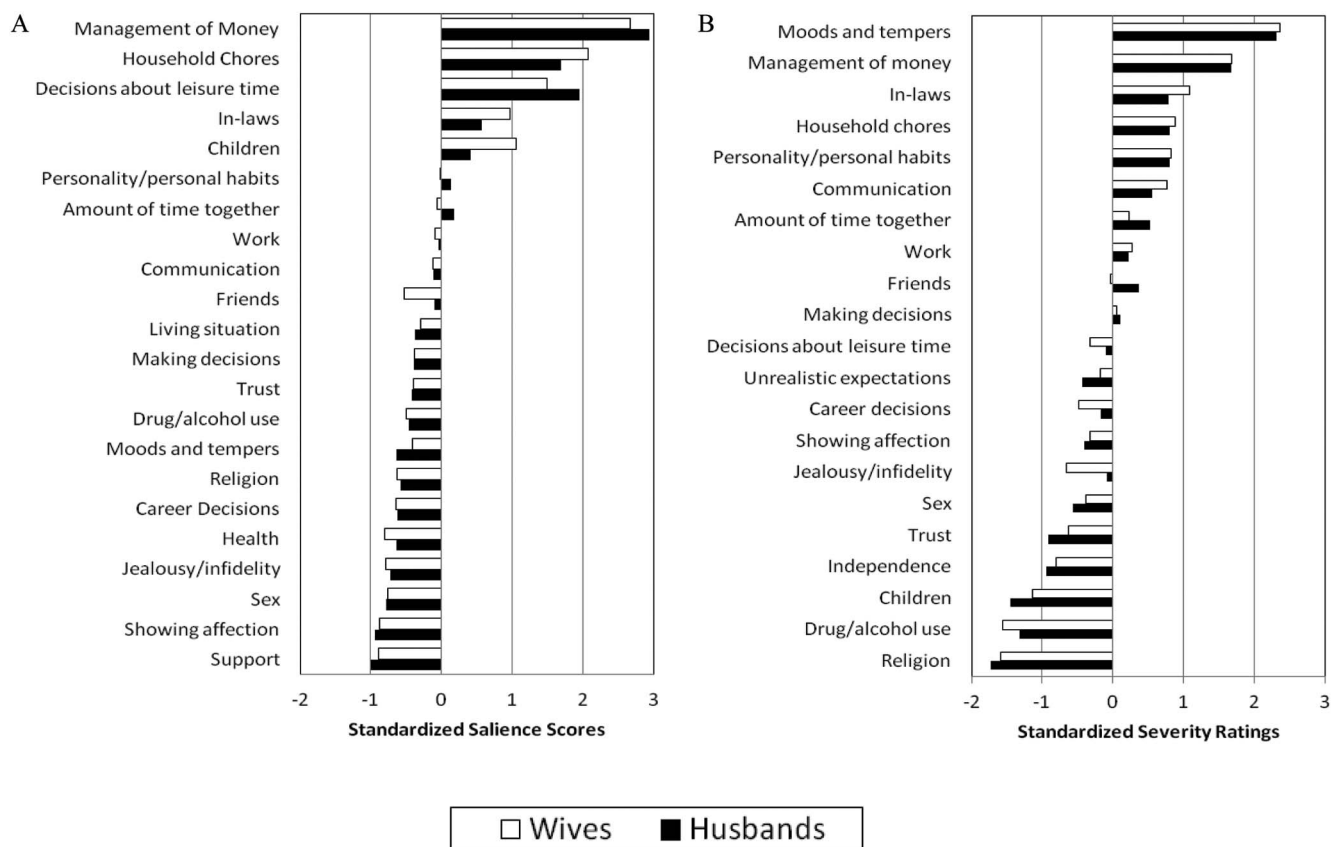 A
Management of Money
Household Chores
Decisions about leisure time
In-laws
Children
Personality/personal habits
Amount of time together
Work
Communication
Friends
Living situation
Making decisions
Trust
Drug/alcohol use
Moods and tempers
Religion
Career Decisions
Health
Jealousy/infidelity
Sex
Showing affection
Support
-2 -1 0 1 2 3
Standardized Salience Scores
B
Moods and tempers
Management of money
In-laws
Household chores
Personality/personal habits
Communication
Amount of time together
Work
Friends
Making decisions
Decisions about leisure time
Unrealistic expectations
Career decisions
Showing affection
Jealousy/infidelity
Sex
Trust
Independence
Children
Drug/alcohol use
Religion
-2 -1 0 1 2 3
Standardized Severity Ratings
Wives Husbands